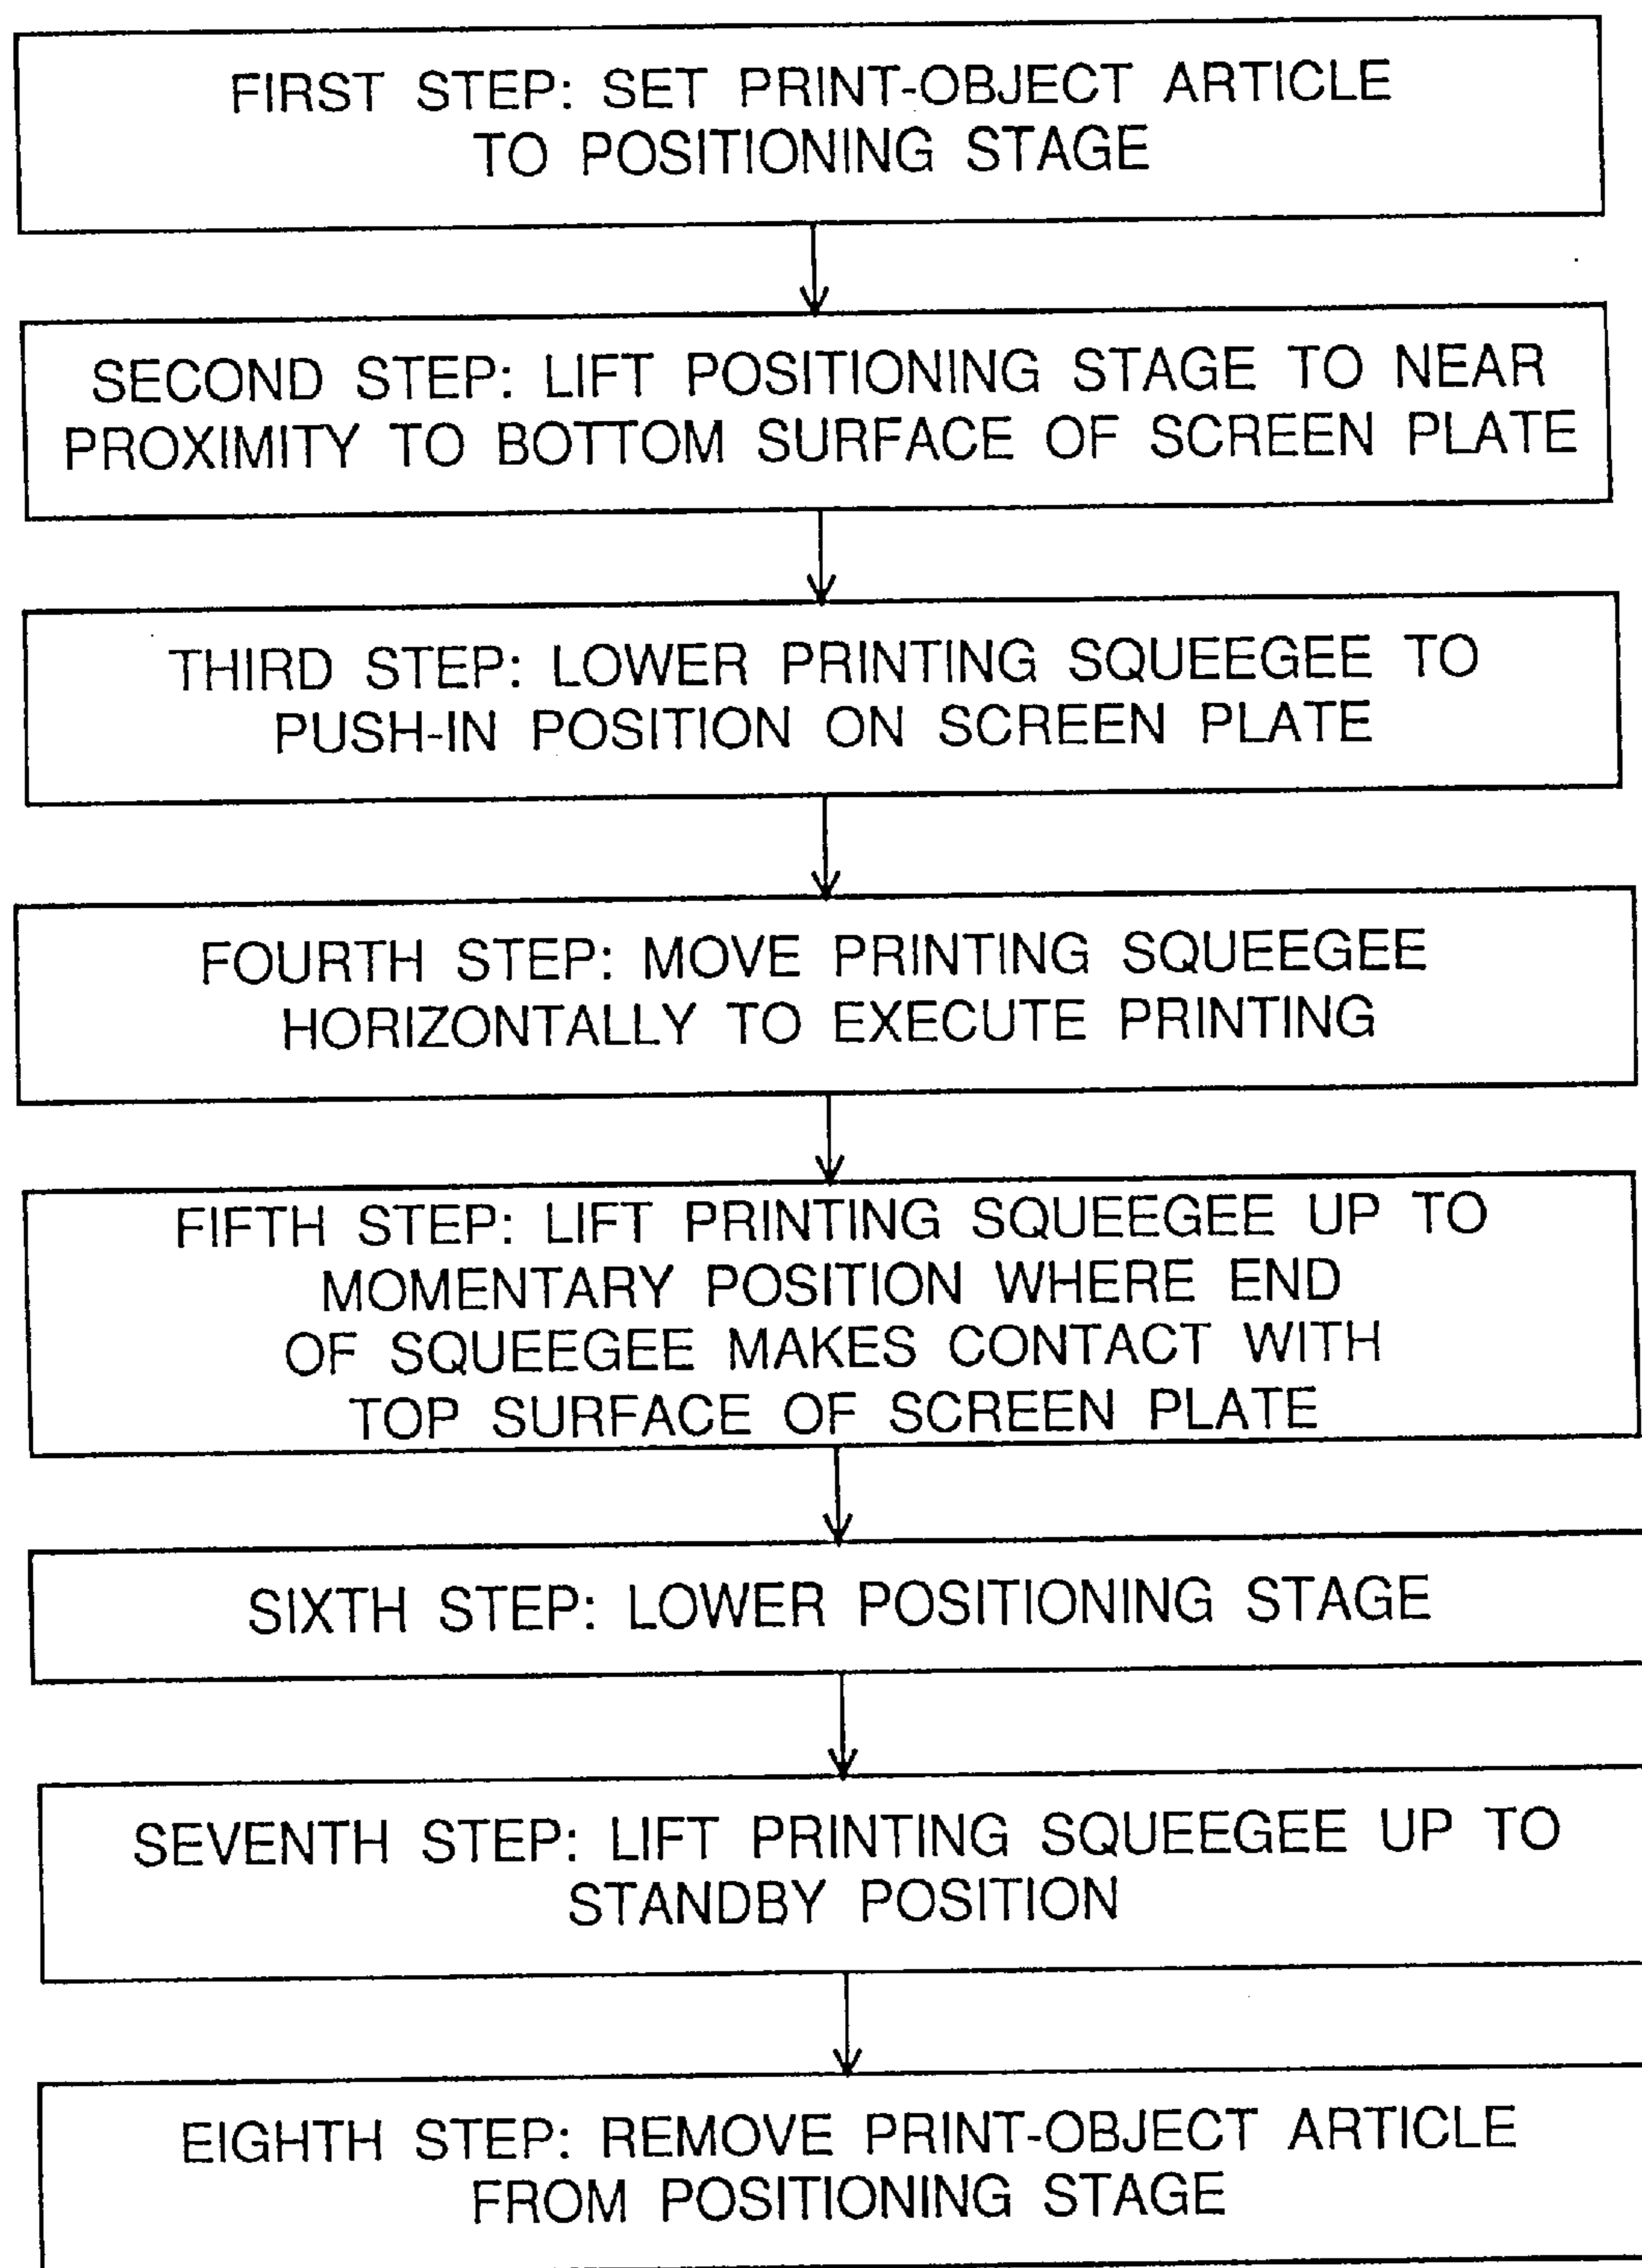 FIRST STEP: SET PRINT-OBJECT ARTICLE
TO POSITIONING STAGE
SECOND STEP: LIFT POSITIONING STAGE TO NEAR
PROXIMITY TO BOTTOM SURFACE OF SCREEN PLATE
THIRD STEP: LOWER PRINTING SQUEEGEE TO
PUSH-IN POSITION ON SCREEN PLATE
FOURTH STEP: MOVE PRINTING SQUEEGEE
HORIZONTALLY TO EXECUTE PRINTING
FIFTH STEP: LIFT PRINTING SQUEEGEE UP TO
MOMENTARY POSITION WHERE END
OF SQUEEGEE MAKES CONTACT WITH
TOP SURFACE OF SCREEN PLATE
SIXTH STEP: LOWER POSITIONING STAGE
SEVENTH STEP: LIFT PRINTING SQUEEGEE UP TO
STANDBY POSITION
EIGHTH STEP: REMOVE PRINT-OBJECT ARTICLE
FROM POSITIONING STAGE